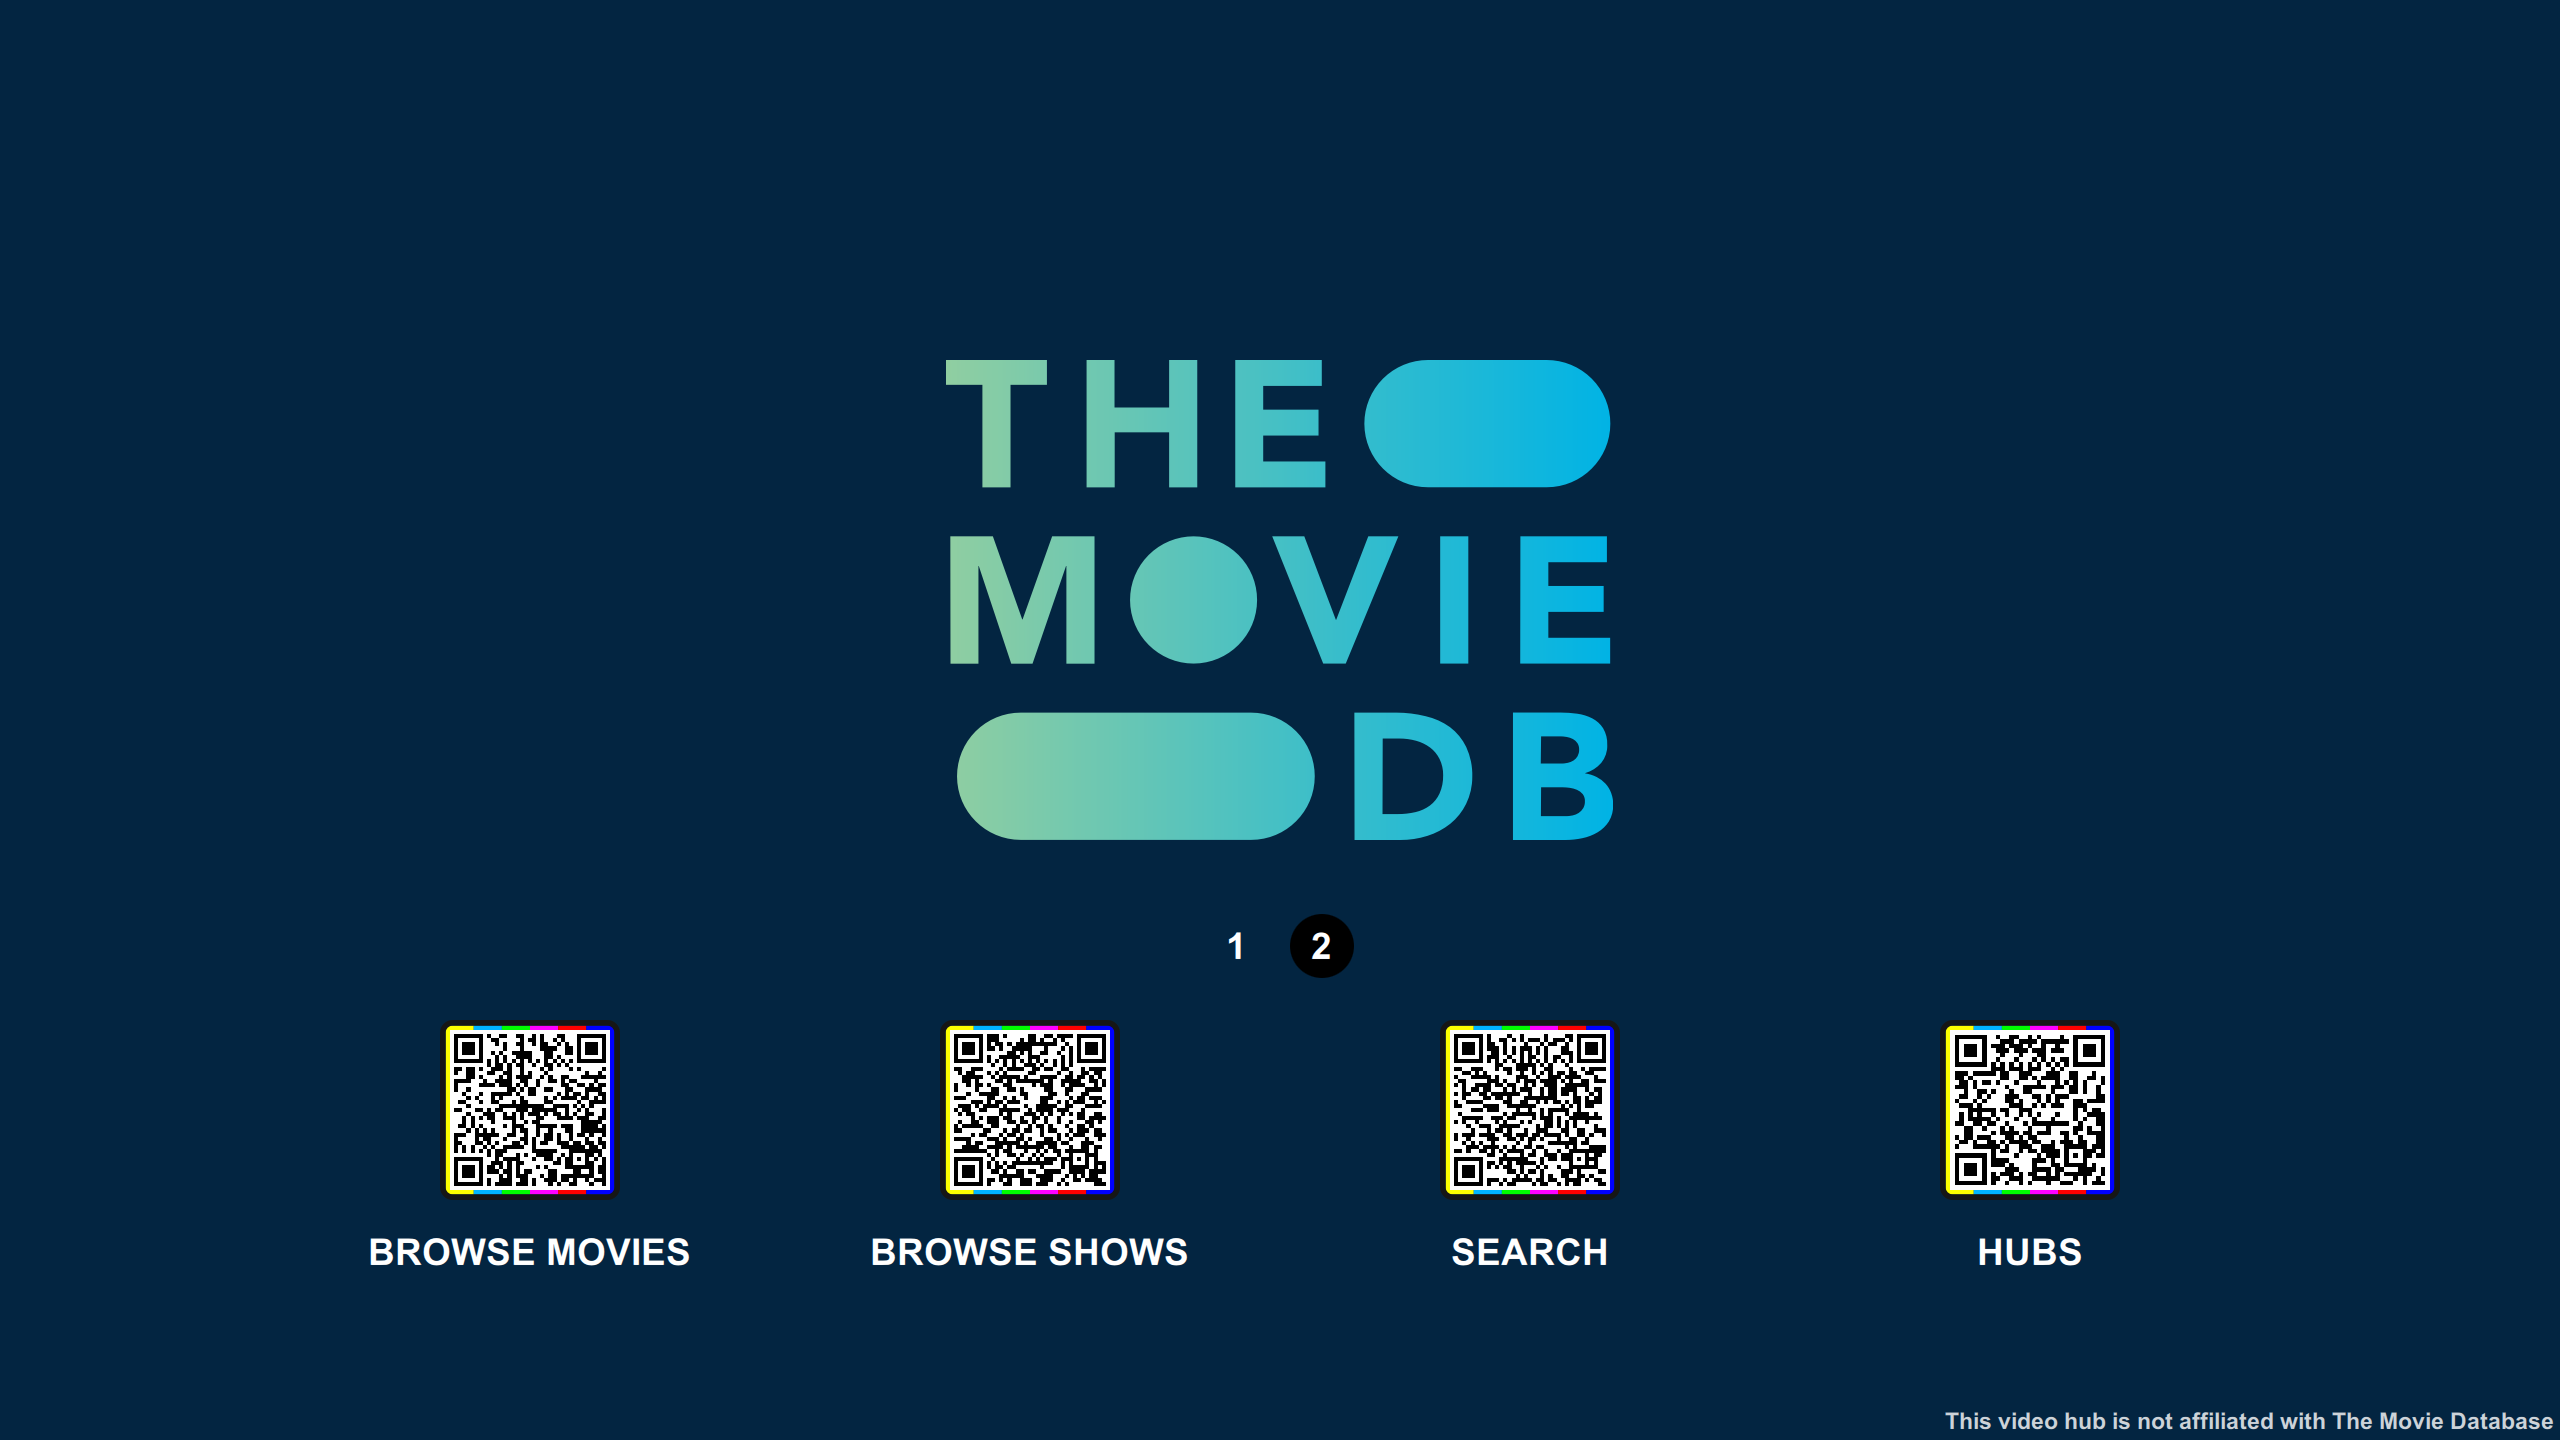 THE
MOVIE
DB
1 2
BROWSE MOVIES
BROWSE SHOWS
SEARCH
HUBS
This video hub is not affiliated with The Movie Database